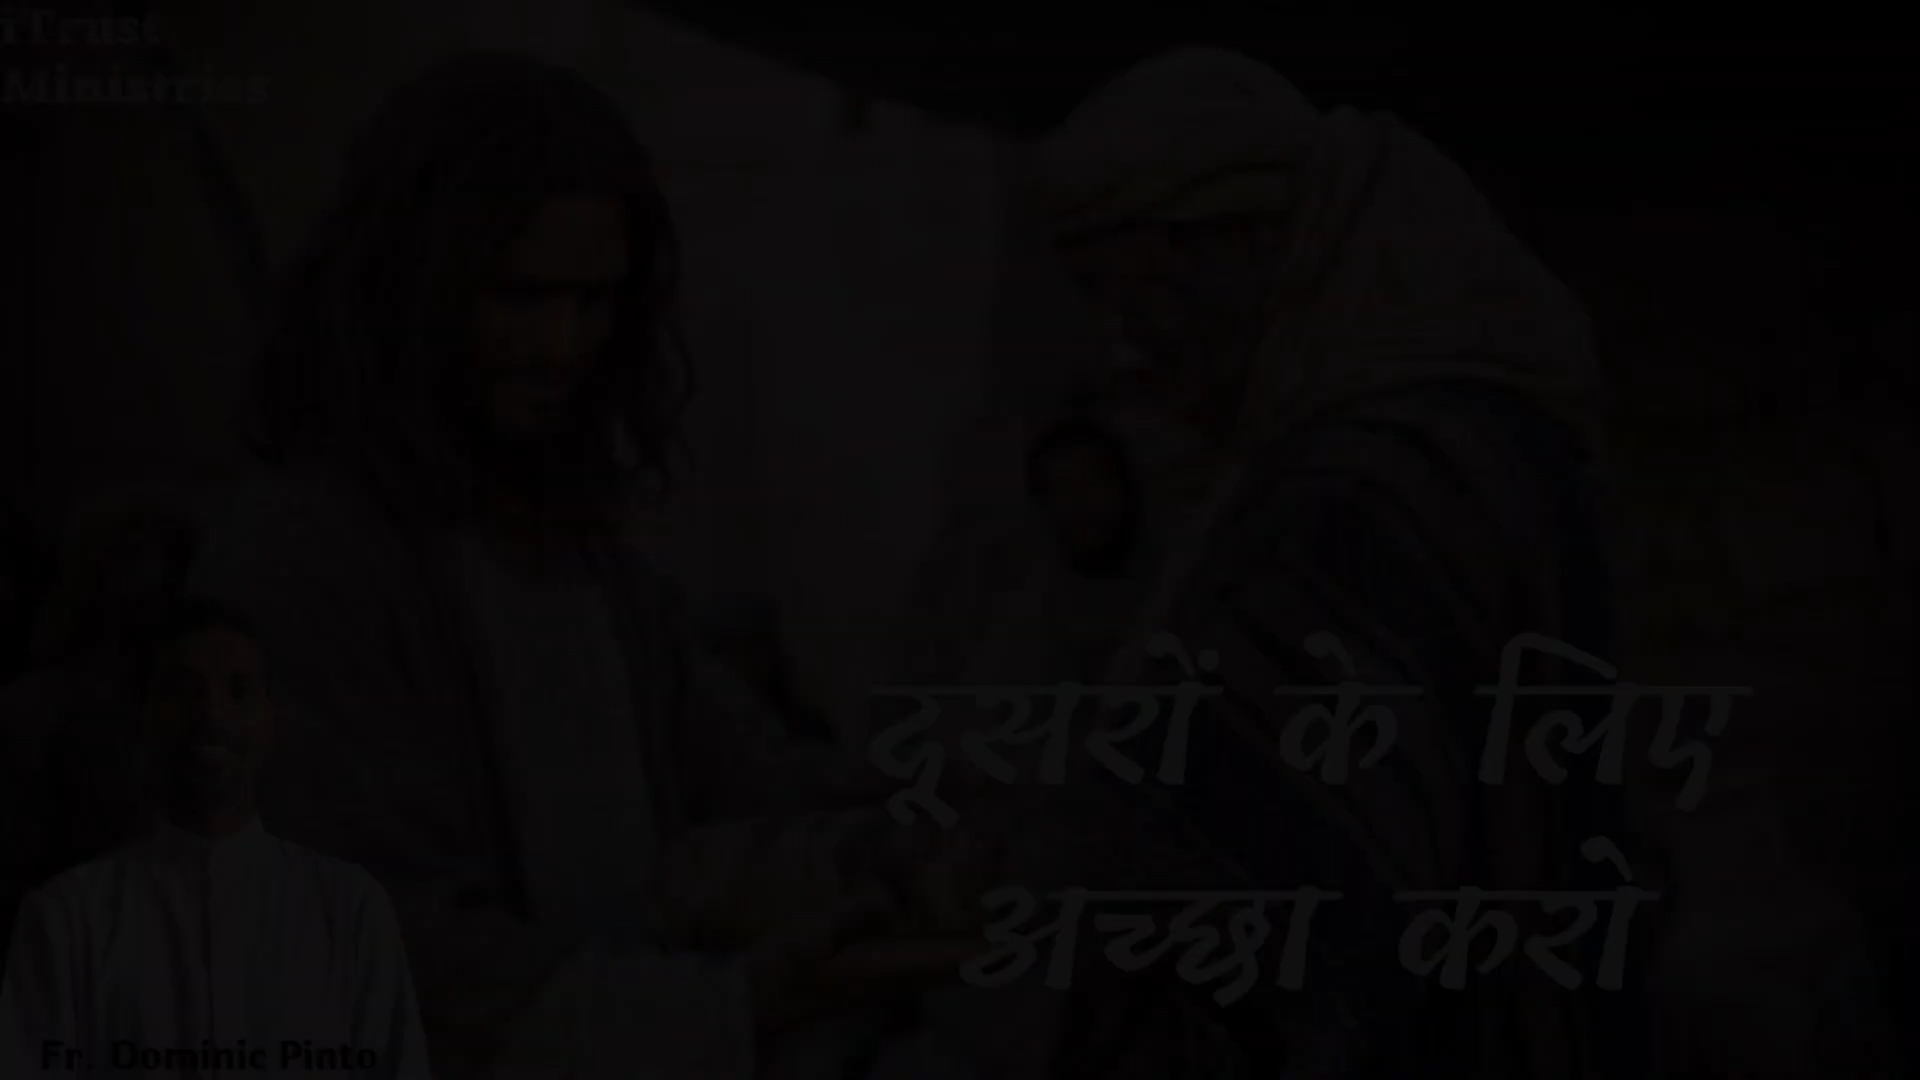 iTrust
Ministries
दूसरों के लिए
अच्छा करो
Fr. Dominic Pinto